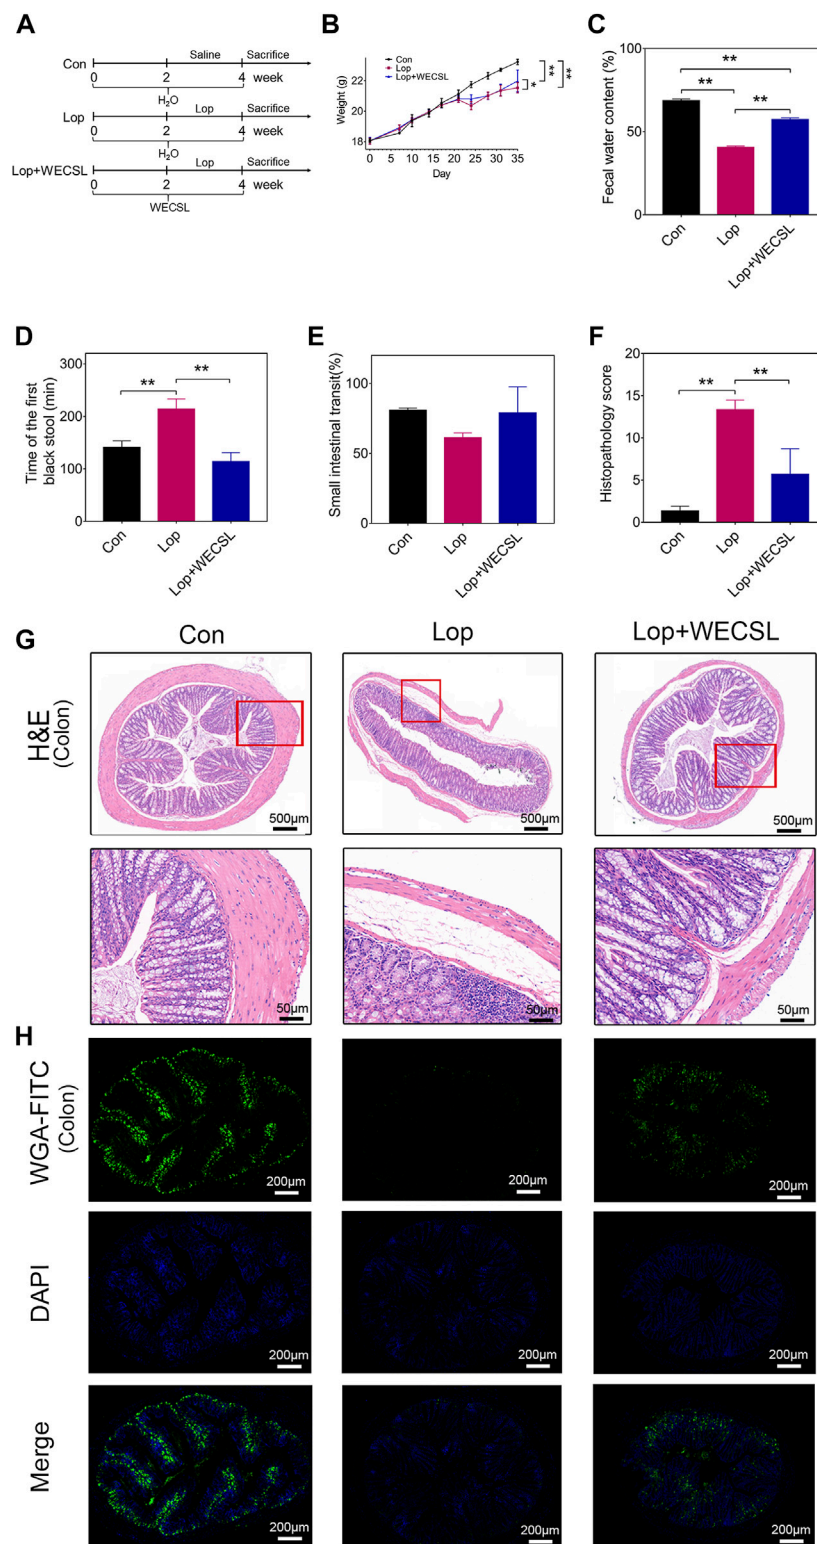 A
Con
Saline Sacrifice
0 2 4 week
H₂O
Lop
Lop Sacrifice
0 2 4 week
H₂O
Lop+WECSL
Lop Sacrifice
0 2 4 week
WECSL
B
Con
Lop
Lop+WECSL
Weight (g)
22
20
18
0 5 10 15 20 25 30 35
Day
*
**
**
C
Fecal water content (%)
100
50
0
**
**
**
Con Lop Lop+WECSL
D
Time of the first
black stool (min)
300
200
100
0
** **
Con Lop Lop+WECSL
E
Small intestinal transit(%)
100
50
0
Con Lop Lop+WECSL
F
Histopathology score
20
15
10
5
0
** **
Con Lop Lop+WECSL
G
Con Lop Lop+WECSL
H&E
(Colon)
500µm 500µm 500µm
50µm 50µm 50µm
H
WGA-FITC
(Colon)
200µm 200µm 200µm
DAPI
200µm 200µm 200µm
Merge
200µm 200µm 200µm